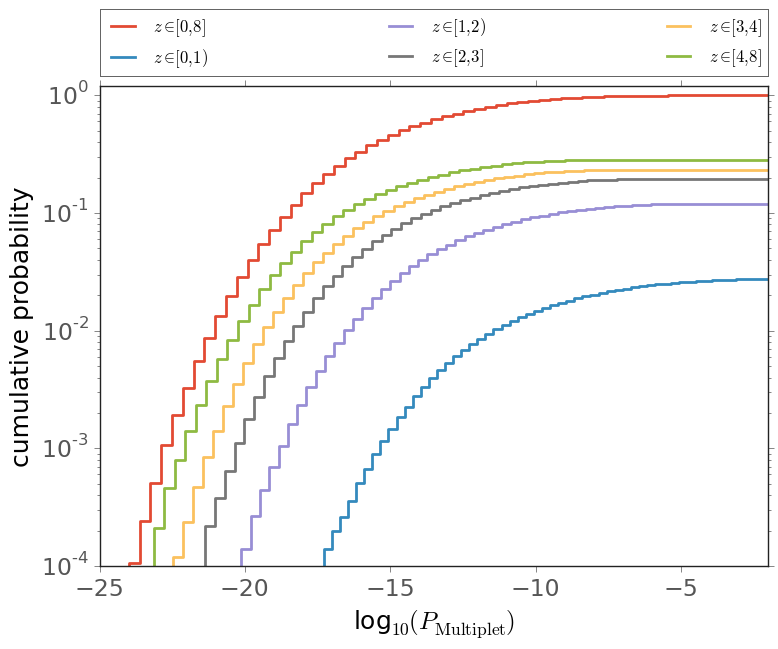 z∈[0,8] z∈[1,2) z∈[3,4]
z∈[0,1) z∈[2,3] z∈[4,8]
10⁰
10⁻¹
10⁻²
10⁻³
10⁻⁴
cumulative probability
−25 −20 −15 −10 −5
log₁₀(P_Multiplet)